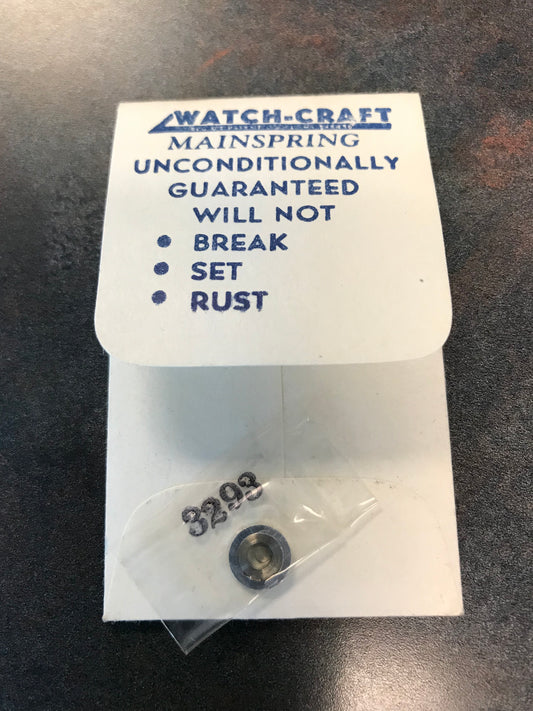 WATCH-CRAFT
MAINSPRING
UNCONDITIONALLY
GUARANTEED
WILL NOT
• BREAK
• SET
• RUST
3293